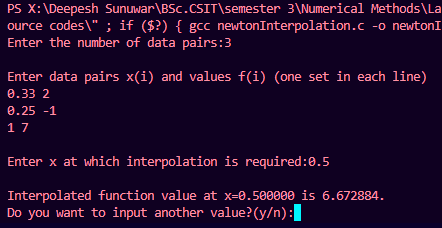 PS X:\Deepesh Sunuwar\BSc.CSIT\semester 3\Numerical Methods\La
ource codes\" ; if ($?) { gcc newtonInterpolation.c -o newtonI
Enter the number of data pairs:3
Enter data pairs x(i) and values f(i) (one set in each line)
0.33 2
0.25 -1
1 7
Enter x at which interpolation is required:0.5
Interpolated function value at x=0.500000 is 6.672884.
Do you want to input another value?(y/n):